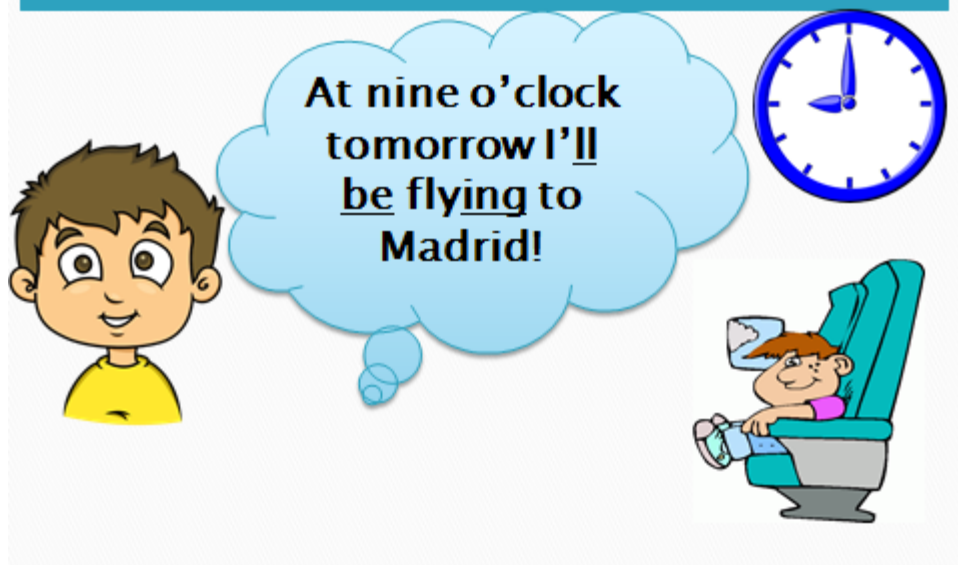 At nine o’clock
tomorrow I’ll
be flying to
Madrid!